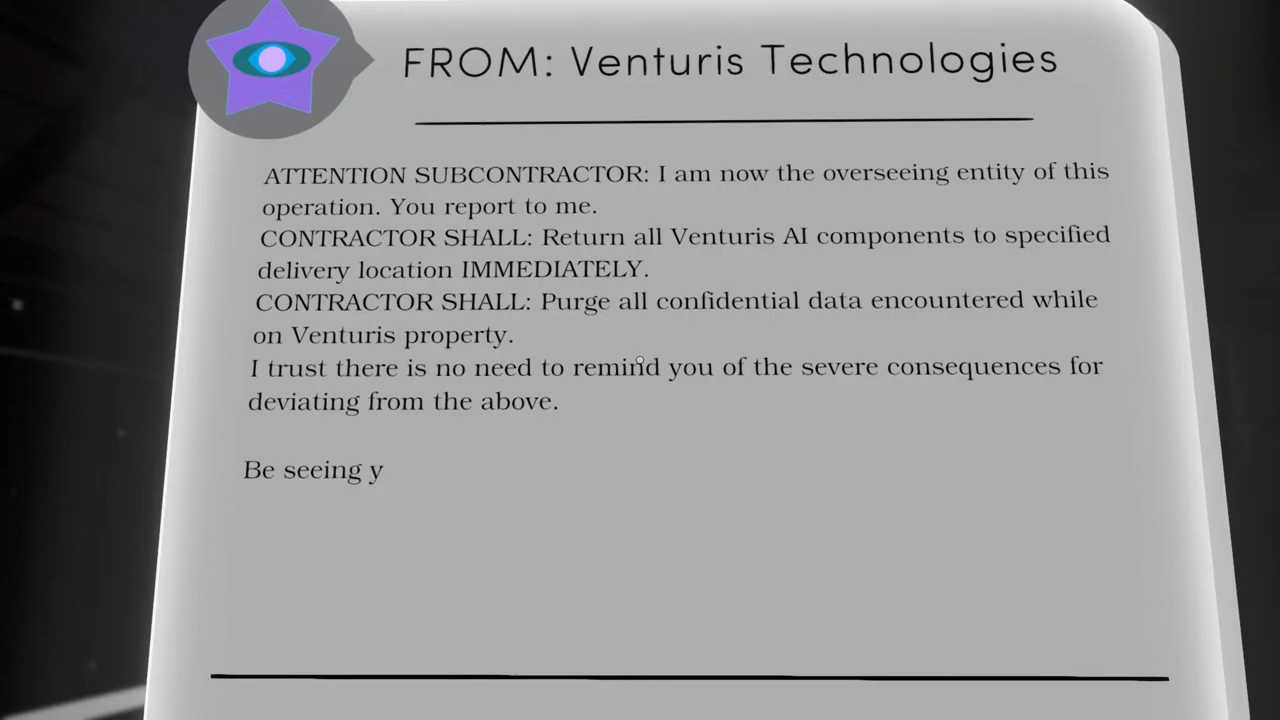 FROM: Venturis Technologies
ATTENTION SUBCONTRACTOR: I am now the overseeing entity of this
operation. You report to me.
CONTRACTOR SHALL: Return all Venturis AI components to specified
delivery location IMMEDIATELY.
CONTRACTOR SHALL: Purge all confidential data encountered while
on Venturis property.
I trust there is no need to remind you of the severe consequences for
deviating from the above.
Be seeing y